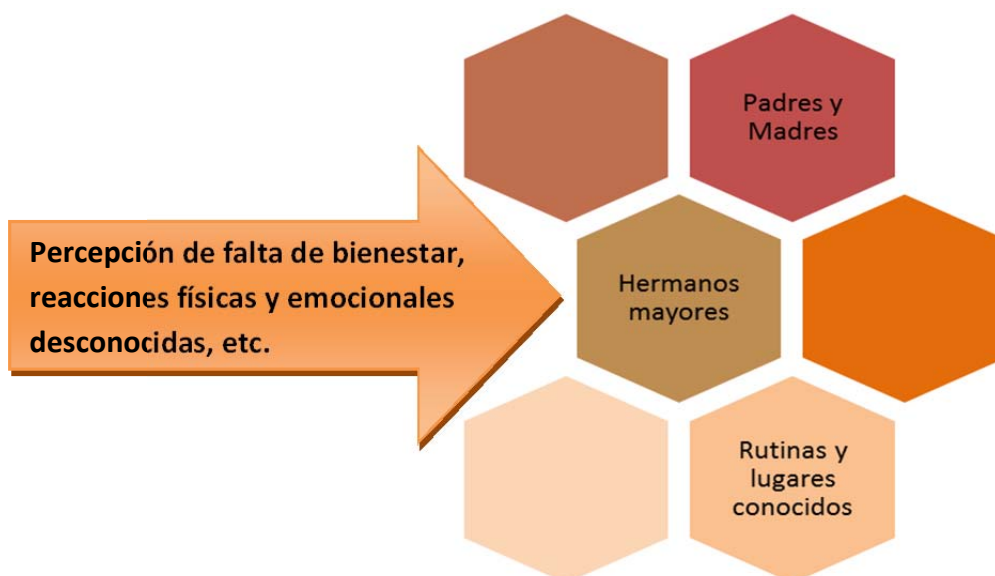 Padres y
Madres
Percepción de falta de bienestar,
reacciones físicas y emocionales
desconocidas, etc.
Hermanos
mayores
Rutinas y
lugares
conocidos